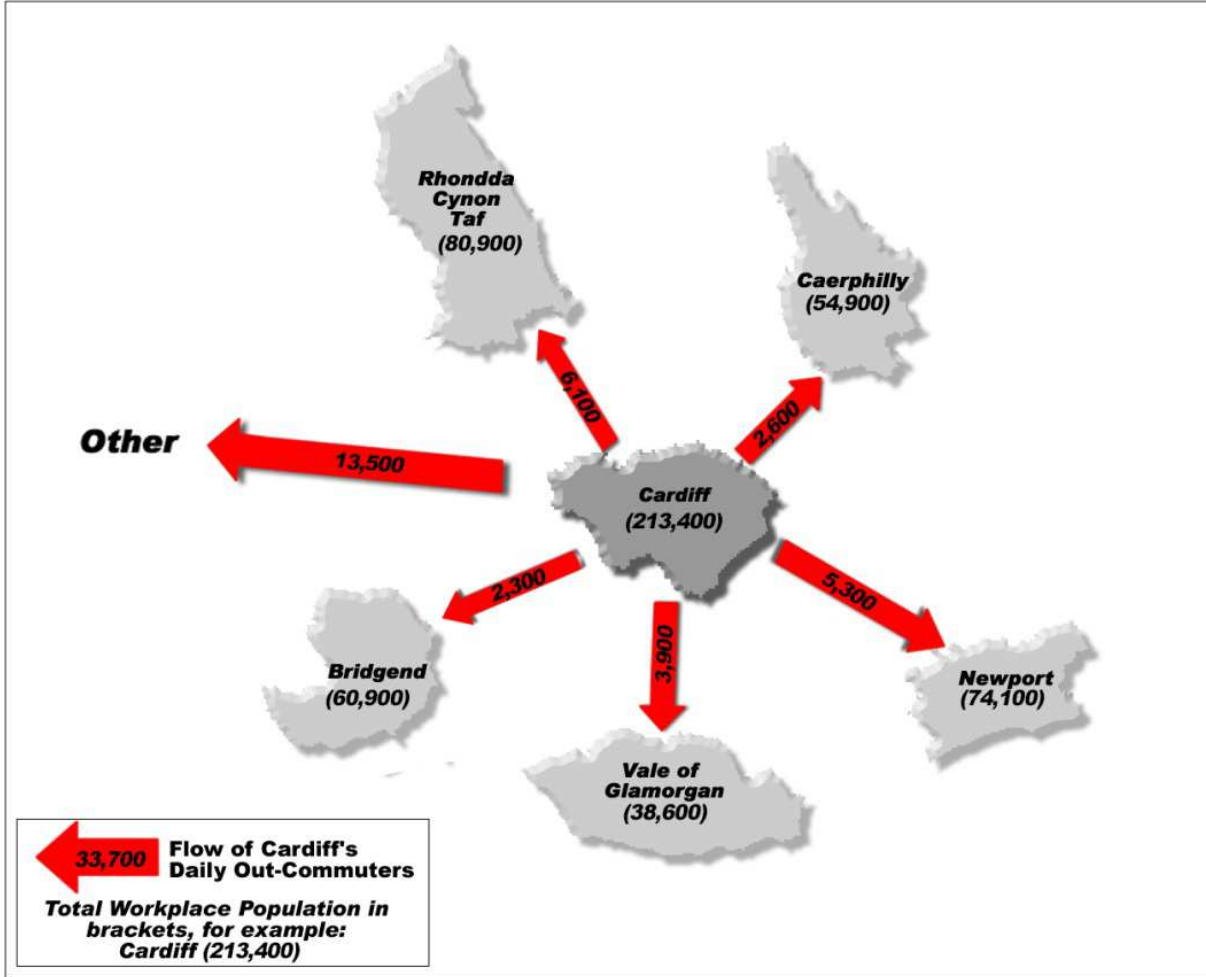 Rhondda
Cynon
Taf
(80,900)
Caerphilly
(54,900)
6,100
2,600
Other
13,500
Cardiff
(213,400)
2,300
3,900
5,300
Bridgend
(60,900)
Newport
(74,100)
Vale of
Glamorgan
(38,600)
33,700
Flow of Cardiff's
Daily Out-Commuters
Total Workplace Population in
brackets, for example:
Cardiff (213,400)